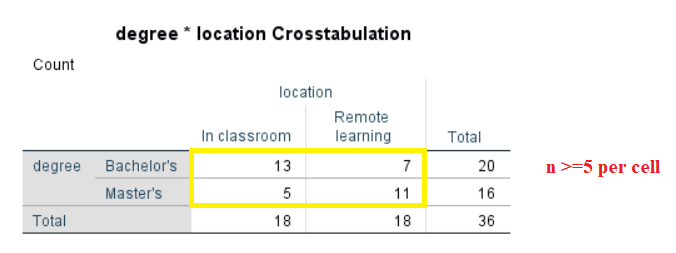 degree * location Crosstabulation
Count
location
In classroom Remote learning Total
degree Bachelor's 13 7 20 n >=5 per cell
Master's 5 11 16
Total 18 18 36